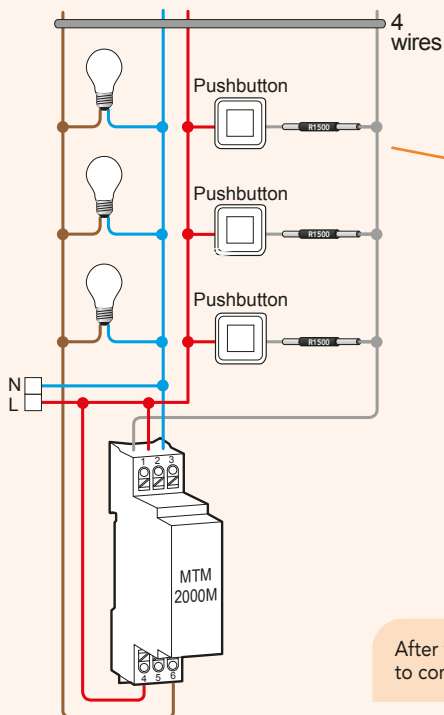 4
wires
Pushbutton
R1500
Pushbutton
R1500
Pushbutton
R1500
N
L
1 2 3
MTM
2000M
4 5 6
After
to cor